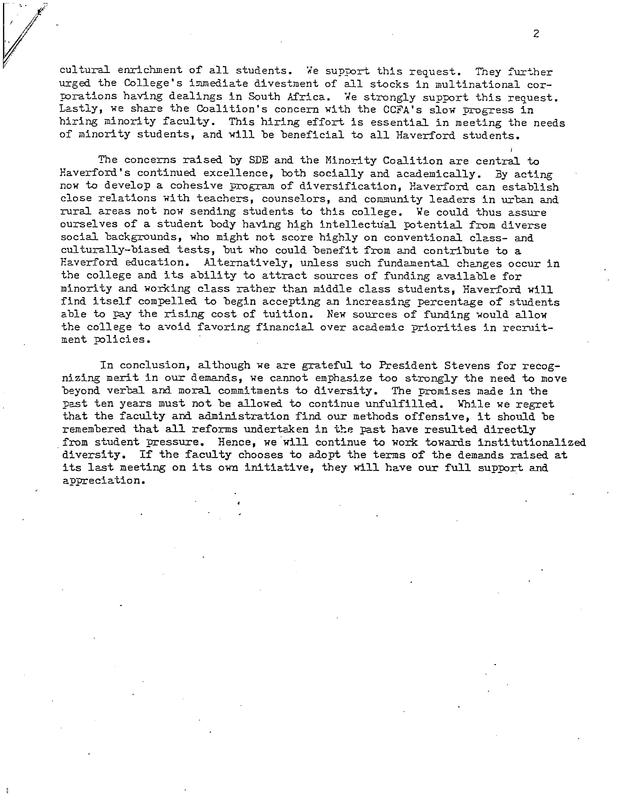 2
cultural enrichment of all students. We support this request. They further
urged the College's immediate divestment of all stocks in multinational cor-
porations having dealings in South Africa. We strongly support this request.
Lastly, we share the Coalition's concern with the CCFA's slow progress in
hiring minority faculty. This hiring effort is essential in meeting the needs
of minority students, and will be beneficial to all Haverford students.
The concerns raised by SDE and the Minority Coalition are central to
Haverford's continued excellence, both socially and academically. By acting
now to develop a cohesive program of diversification, Haverford can establish
close relations with teachers, counselors, and community leaders in urban and
rural areas not now sending students to this college. We could thus assure
ourselves of a student body having high intellectual potential from diverse
social backgrounds, who might not score highly on conventional class- and
culturally-biased tests, but who could benefit from and contribute to a
Haverford education. Alternatively, unless such fundamental changes occur in
the college and its ability to attract sources of funding available for
minority and working class rather than middle class students, Haverford will
find itself compelled to begin accepting an increasing percentage of students
able to pay the rising cost of tuition. New sources of funding would allow
the college to avoid favoring financial over academic priorities in recruit-
ment policies.
In conclusion, although we are grateful to President Stevens for recog-
nizing merit in our demands, we cannot emphasize too strongly the need to move
beyond verbal and moral commitments to diversity. The promises made in the
past ten years must not be allowed to continue unfulfilled. While we regret
that the faculty and administration find our methods offensive, it should be
remembered that all reforms undertaken in the past have resulted directly
from student pressure. Hence, we will continue to work towards institutionalized
diversity. If the faculty chooses to adopt the terms of the demands raised at
its last meeting on its own initiative, they will have our full support and
appreciation.